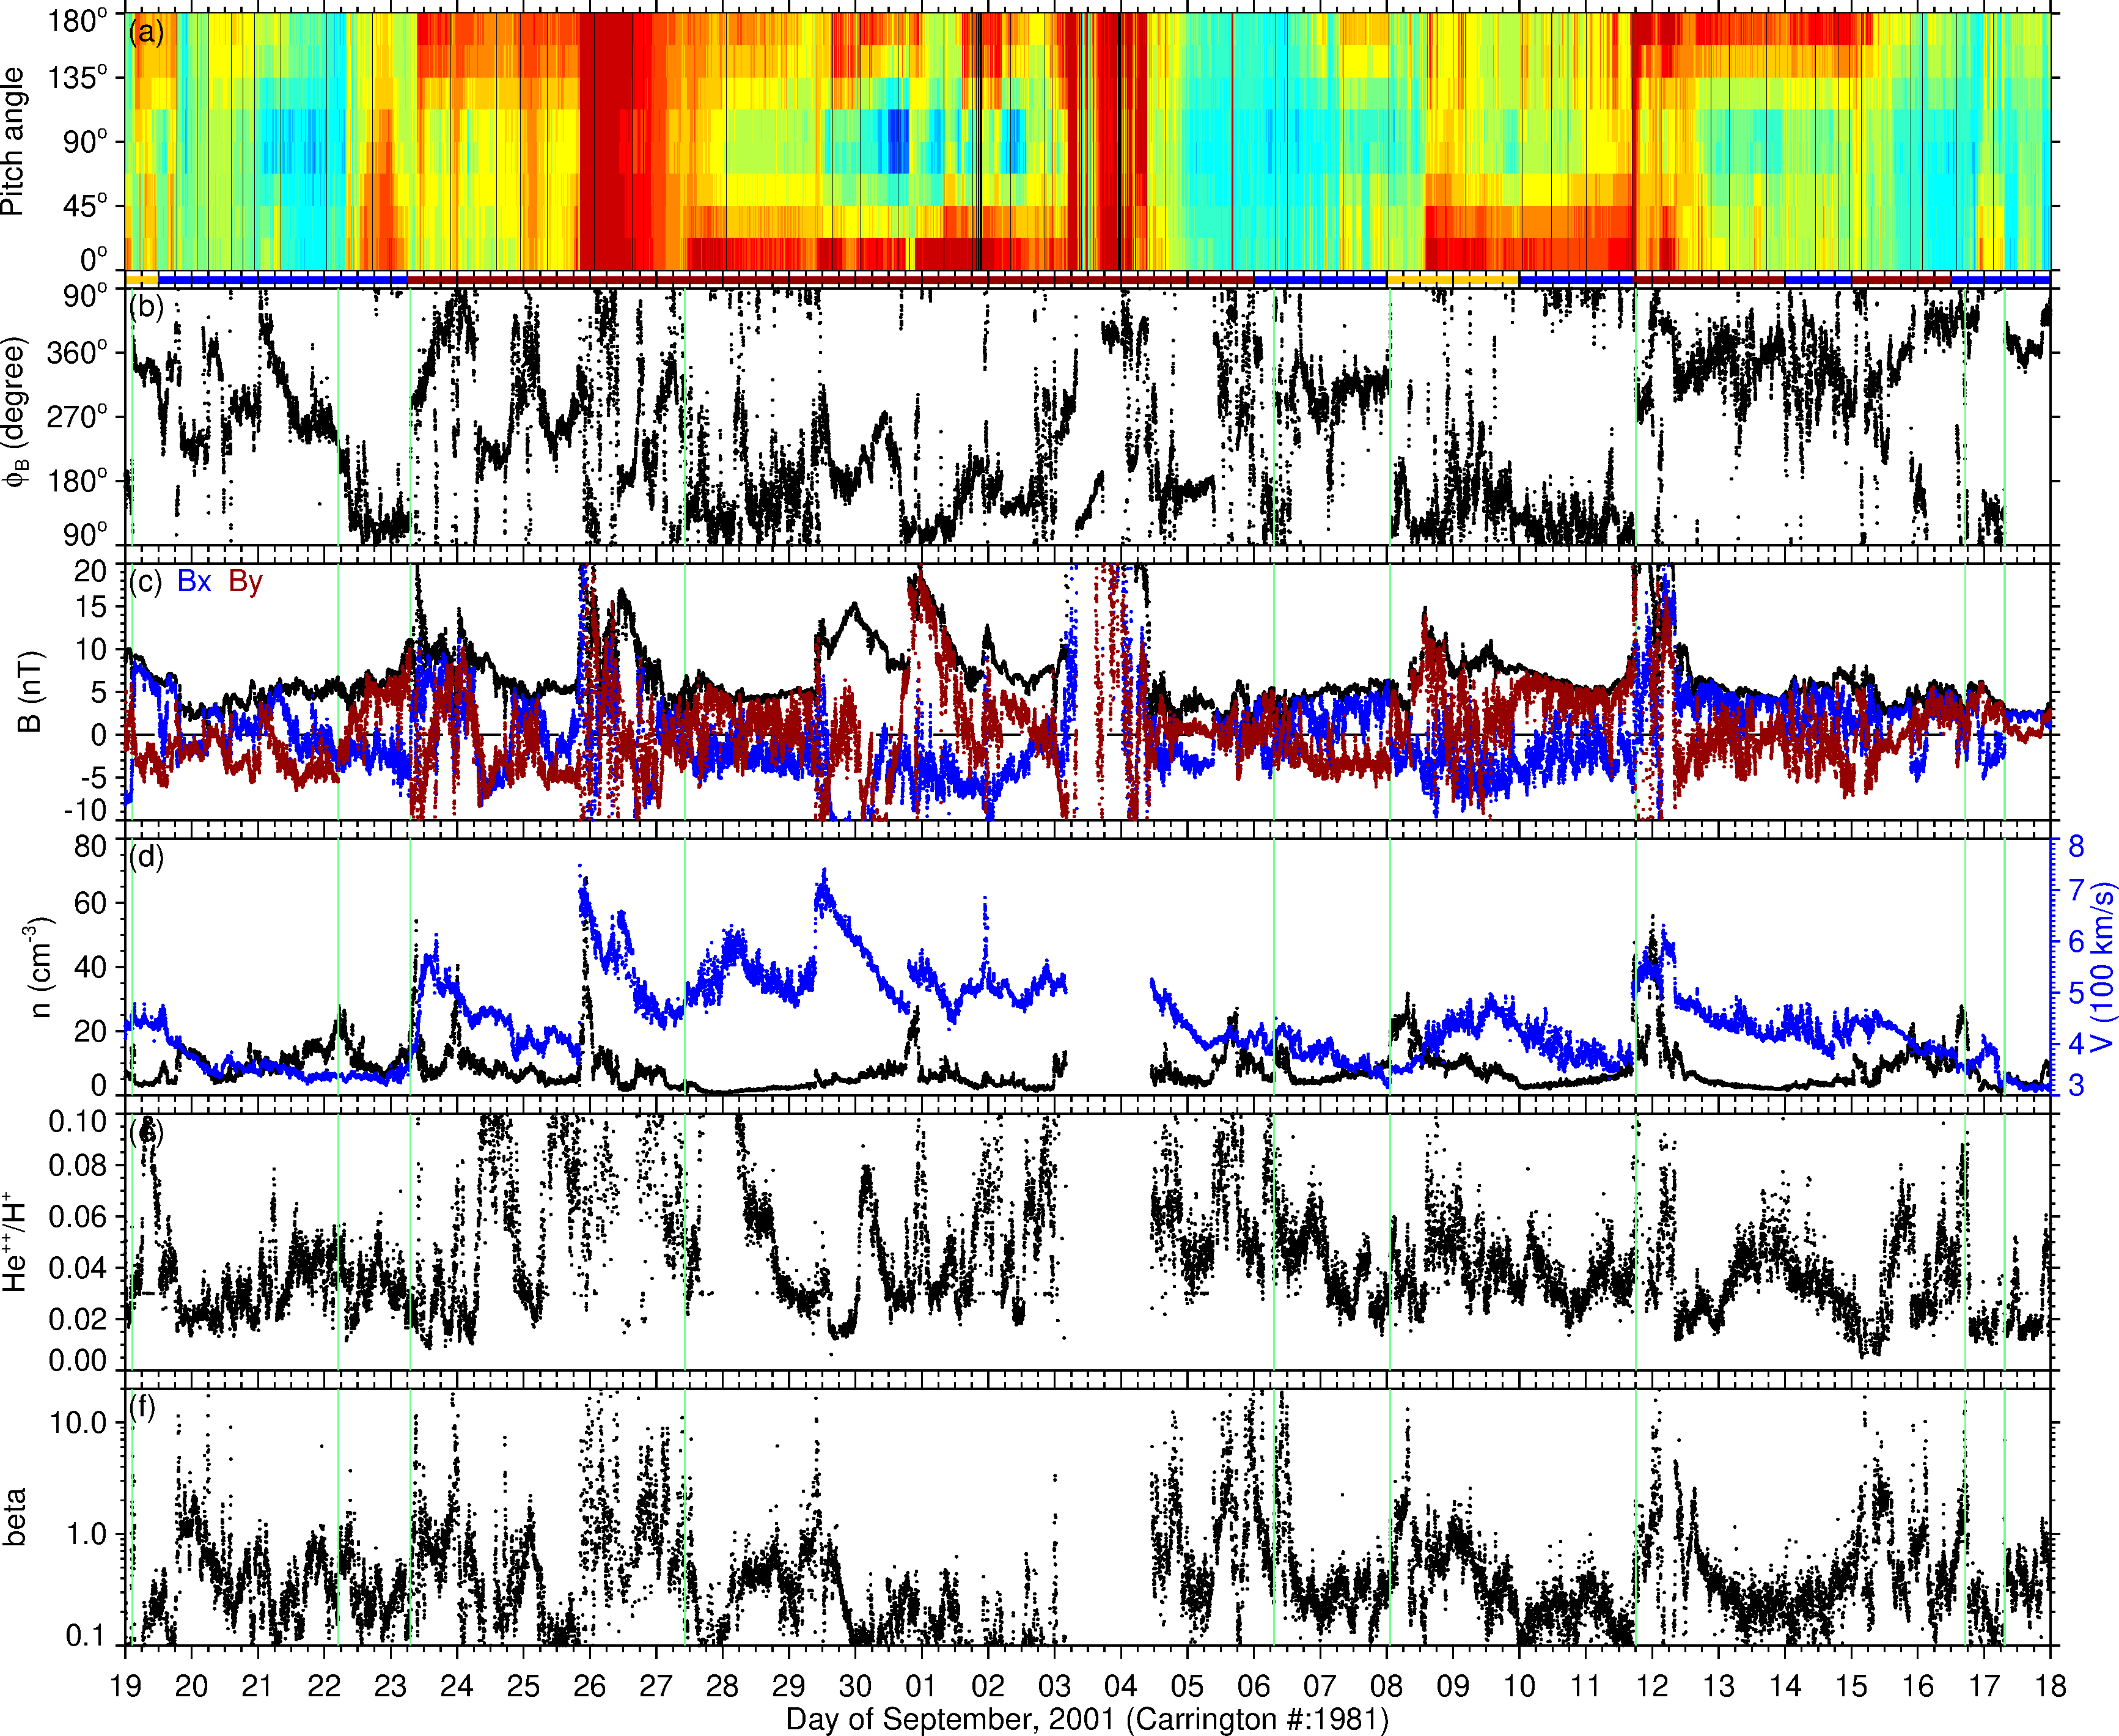 (a)
Pitch angle
180°
135°
90°
45°
0°
(b)
ϕB (degree)
90°
360°
270°
180°
90°
(c) Bx By
B (nT)
20
15
10
5
0
-5
-10
(d)
n (cm-3)
80
60
40
20
0
V (100 km/s)
8
7
6
5
4
3
(e)
He++/H+
0.10
0.08
0.06
0.04
0.02
0.00
(f)
beta
10.0
1.0
0.1
19 20 21 22 23 24 25 26 27 28 29 30 01 02 03 04 05 06 07 08 09 10 11 12 13 14 15 16 17 18
Day of September, 2001 (Carrington #:1981)